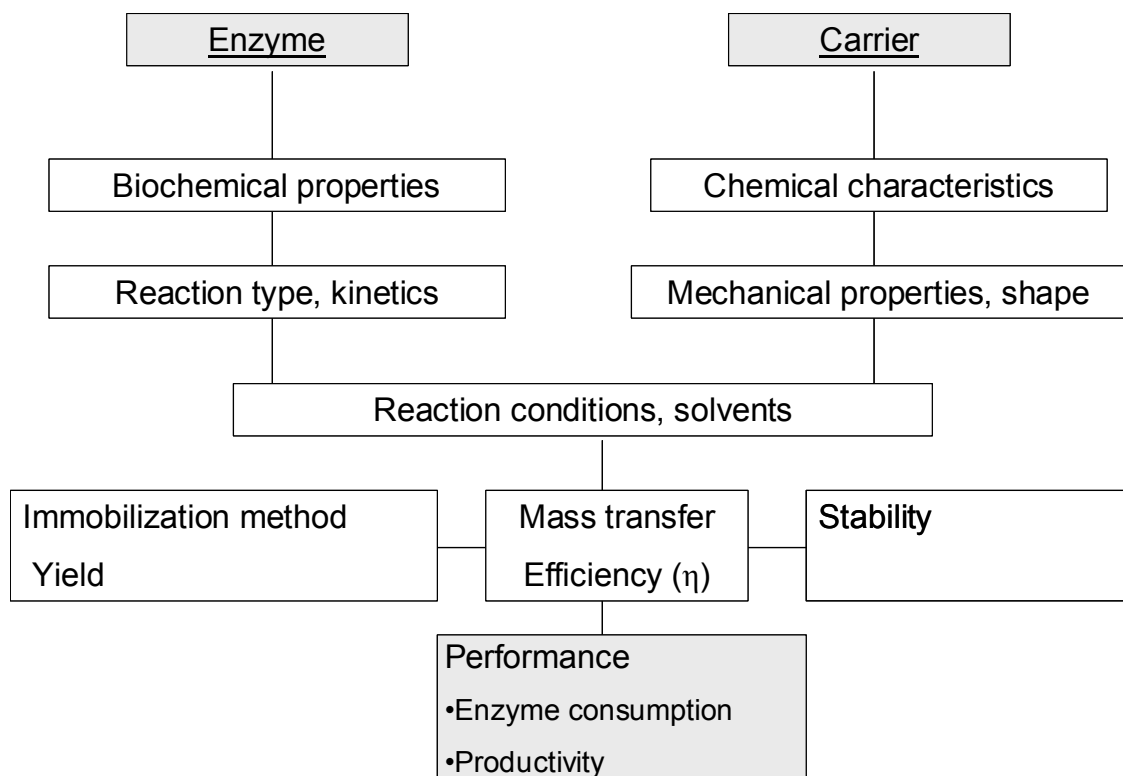 Enzyme
Carrier
Biochemical properties
Chemical characteristics
Reaction type, kinetics
Mechanical properties, shape
Reaction conditions, solvents
Immobilization method
Yield
Mass transfer
Efficiency (η)
Stability
Performance
•Enzyme consumption
•Productivity